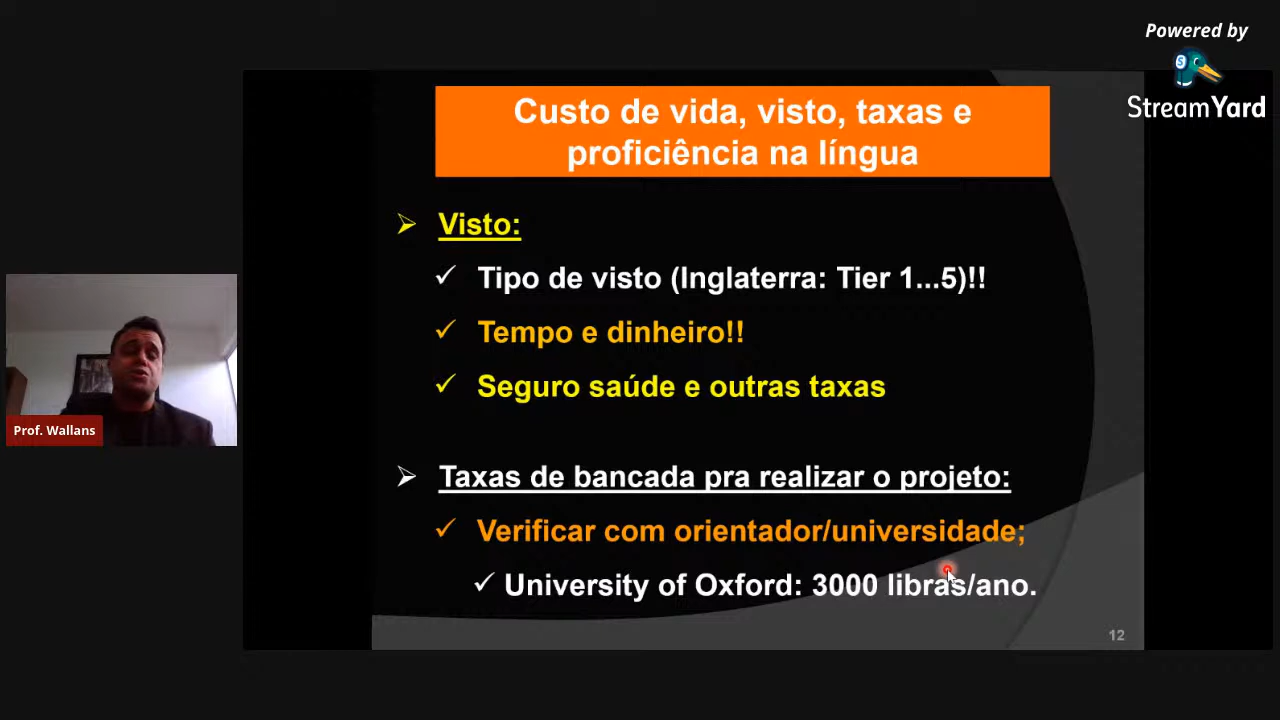 Powered by
StreamYard
Custo de vida, visto, taxas e
proficiência na língua
Visto:
Tipo de visto (Inglaterra: Tier 1...5)!!
Tempo e dinheiro!!
Seguro saúde e outras taxas
Prof. Wallans
Taxas de bancada pra realizar o projeto:
Verificar com orientador/universidade;
University of Oxford: 3000 libras/ano.
12